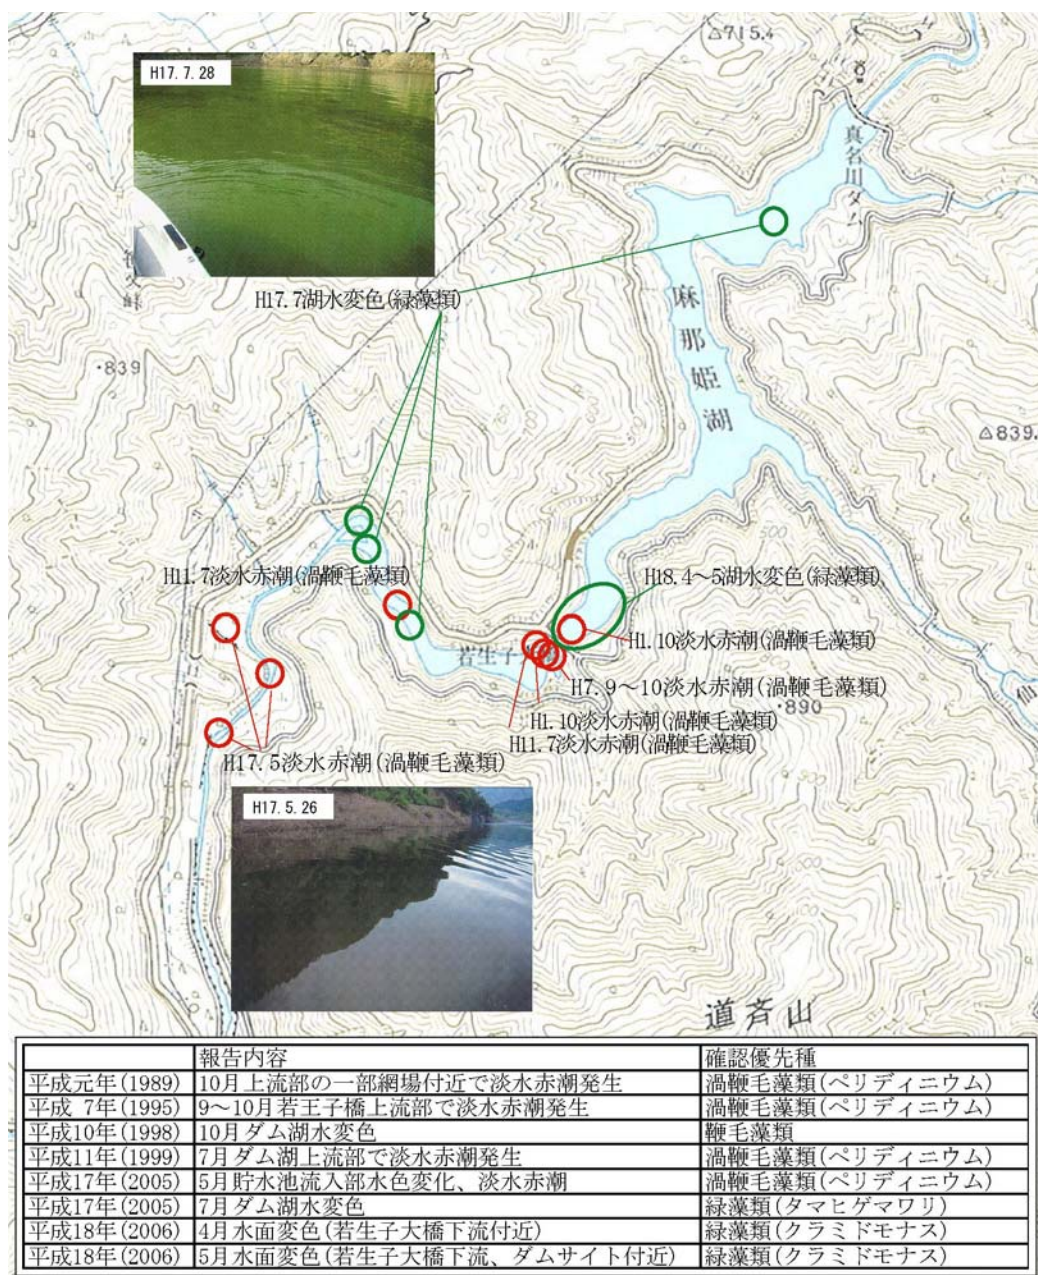 △715.4
H17.7.28
真名川ダム
H17.7湖水変色(緑藻類)
麻那姫湖
・839
△839.
500
H11.7淡水赤潮(渦鞭毛藻類)
H18.4～5湖水変色(緑藻類)
H1.10淡水赤潮(渦鞭毛藻類)
若生子
H7.9～10淡水赤潮(渦鞭毛藻類)
仙
・890
H1.10淡水赤潮(渦鞭毛藻類)
H11.7淡水赤潮(渦鞭毛藻類)
H17.5淡水赤潮(渦鞭毛藻類)
H17.5.26
道斉山
報告内容 確認優先種
平成元年(1989) 10月上流部の一部網場付近で淡水赤潮発生 渦鞭毛藻類(ペリディニウム)
平成 7年(1995) 9～10月若王子橋上流部で淡水赤潮発生 渦鞭毛藻類(ペリディニウム)
平成10年(1998) 10月ダム湖水変色 鞭毛藻類
平成11年(1999) 7月ダム湖上流部で淡水赤潮発生 渦鞭毛藻類(ペリディニウム)
平成17年(2005) 5月貯水池流入部水色変化、淡水赤潮 渦鞭毛藻類(ペリディニウム)
平成17年(2005) 7月ダム湖水変色 緑藻類(タマヒゲマワリ)
平成18年(2006) 4月水面変色(若生子大橋下流付近) 緑藻類(クラミドモナス)
平成18年(2006) 5月水面変色(若生子大橋下流、ダムサイト付近) 緑藻類(クラミドモナス)